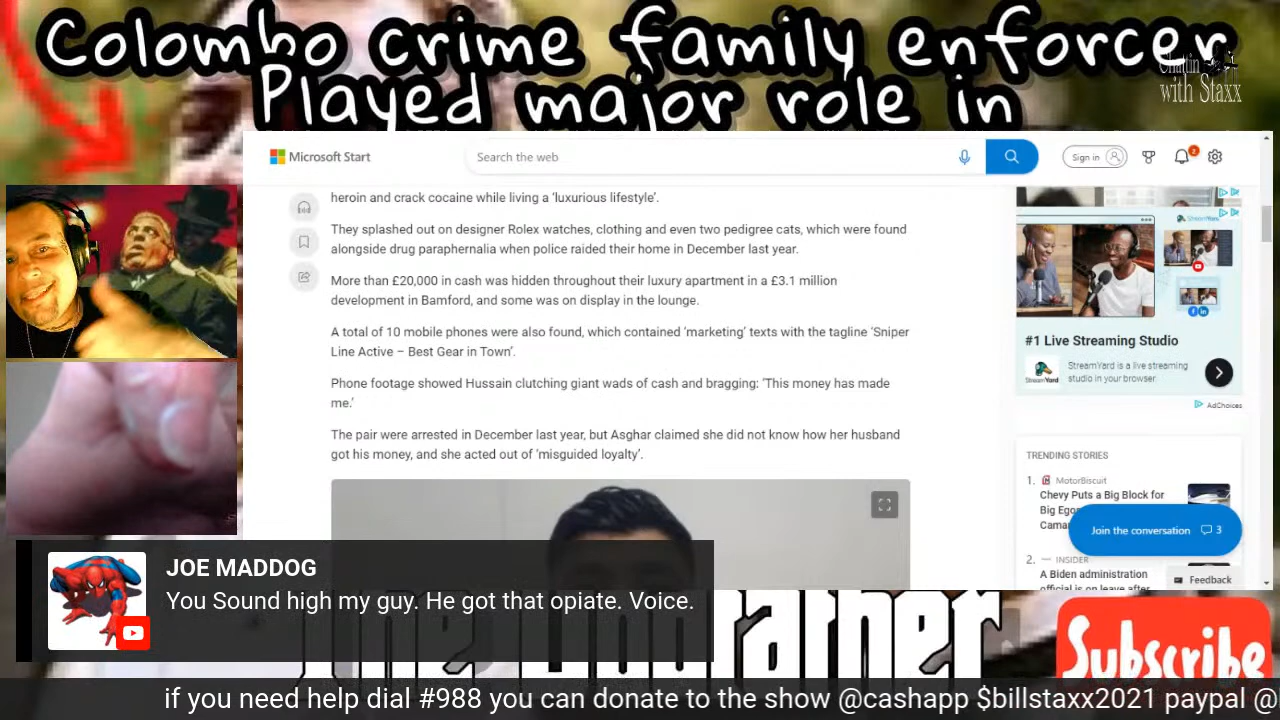 Colombo crime family enforcer
Played major role in
Chattin
with Staxx
Microsoft Start
Search the web
Sign in
2
heroin and crack cocaine while living a ‘luxurious lifestyle’.
They splashed out on designer Rolex watches, clothing and even two pedigree cats, which were found
alongside drug paraphernalia when police raided their home in December last year.
More than £20,000 in cash was hidden throughout their luxury apartment in a £3.1 million
development in Bamford, and some was on display in the lounge.
A total of 10 mobile phones were also found, which contained ‘marketing’ texts with the tagline ‘Sniper
Line Active – Best Gear in Town’.
Phone footage showed Hussain clutching giant wads of cash and bragging: ‘This money has made
me.’
The pair were arrested in December last year, but Asghar claimed she did not know how her husband
got his money, and she acted out of ‘misguided loyalty’.
StreamYard
#1 Live Streaming Studio
StreamYard is a live streaming
studio in your browser.
StreamYard
AdChoices
TRENDING STORIES
1.
MotorBiscuit
Chevy Puts a Big Block for
Big Ego
Cama
Join the conversation 3
2.
INSIDER
A Biden administration
official is on leave after
Feedback
JOE MADDOG
You Sound high my guy. He got that opiate. Voice.
The Godfather
Subscribe
if you need help dial #988 you can donate to the show @cashapp $billstaxx2021 paypal @